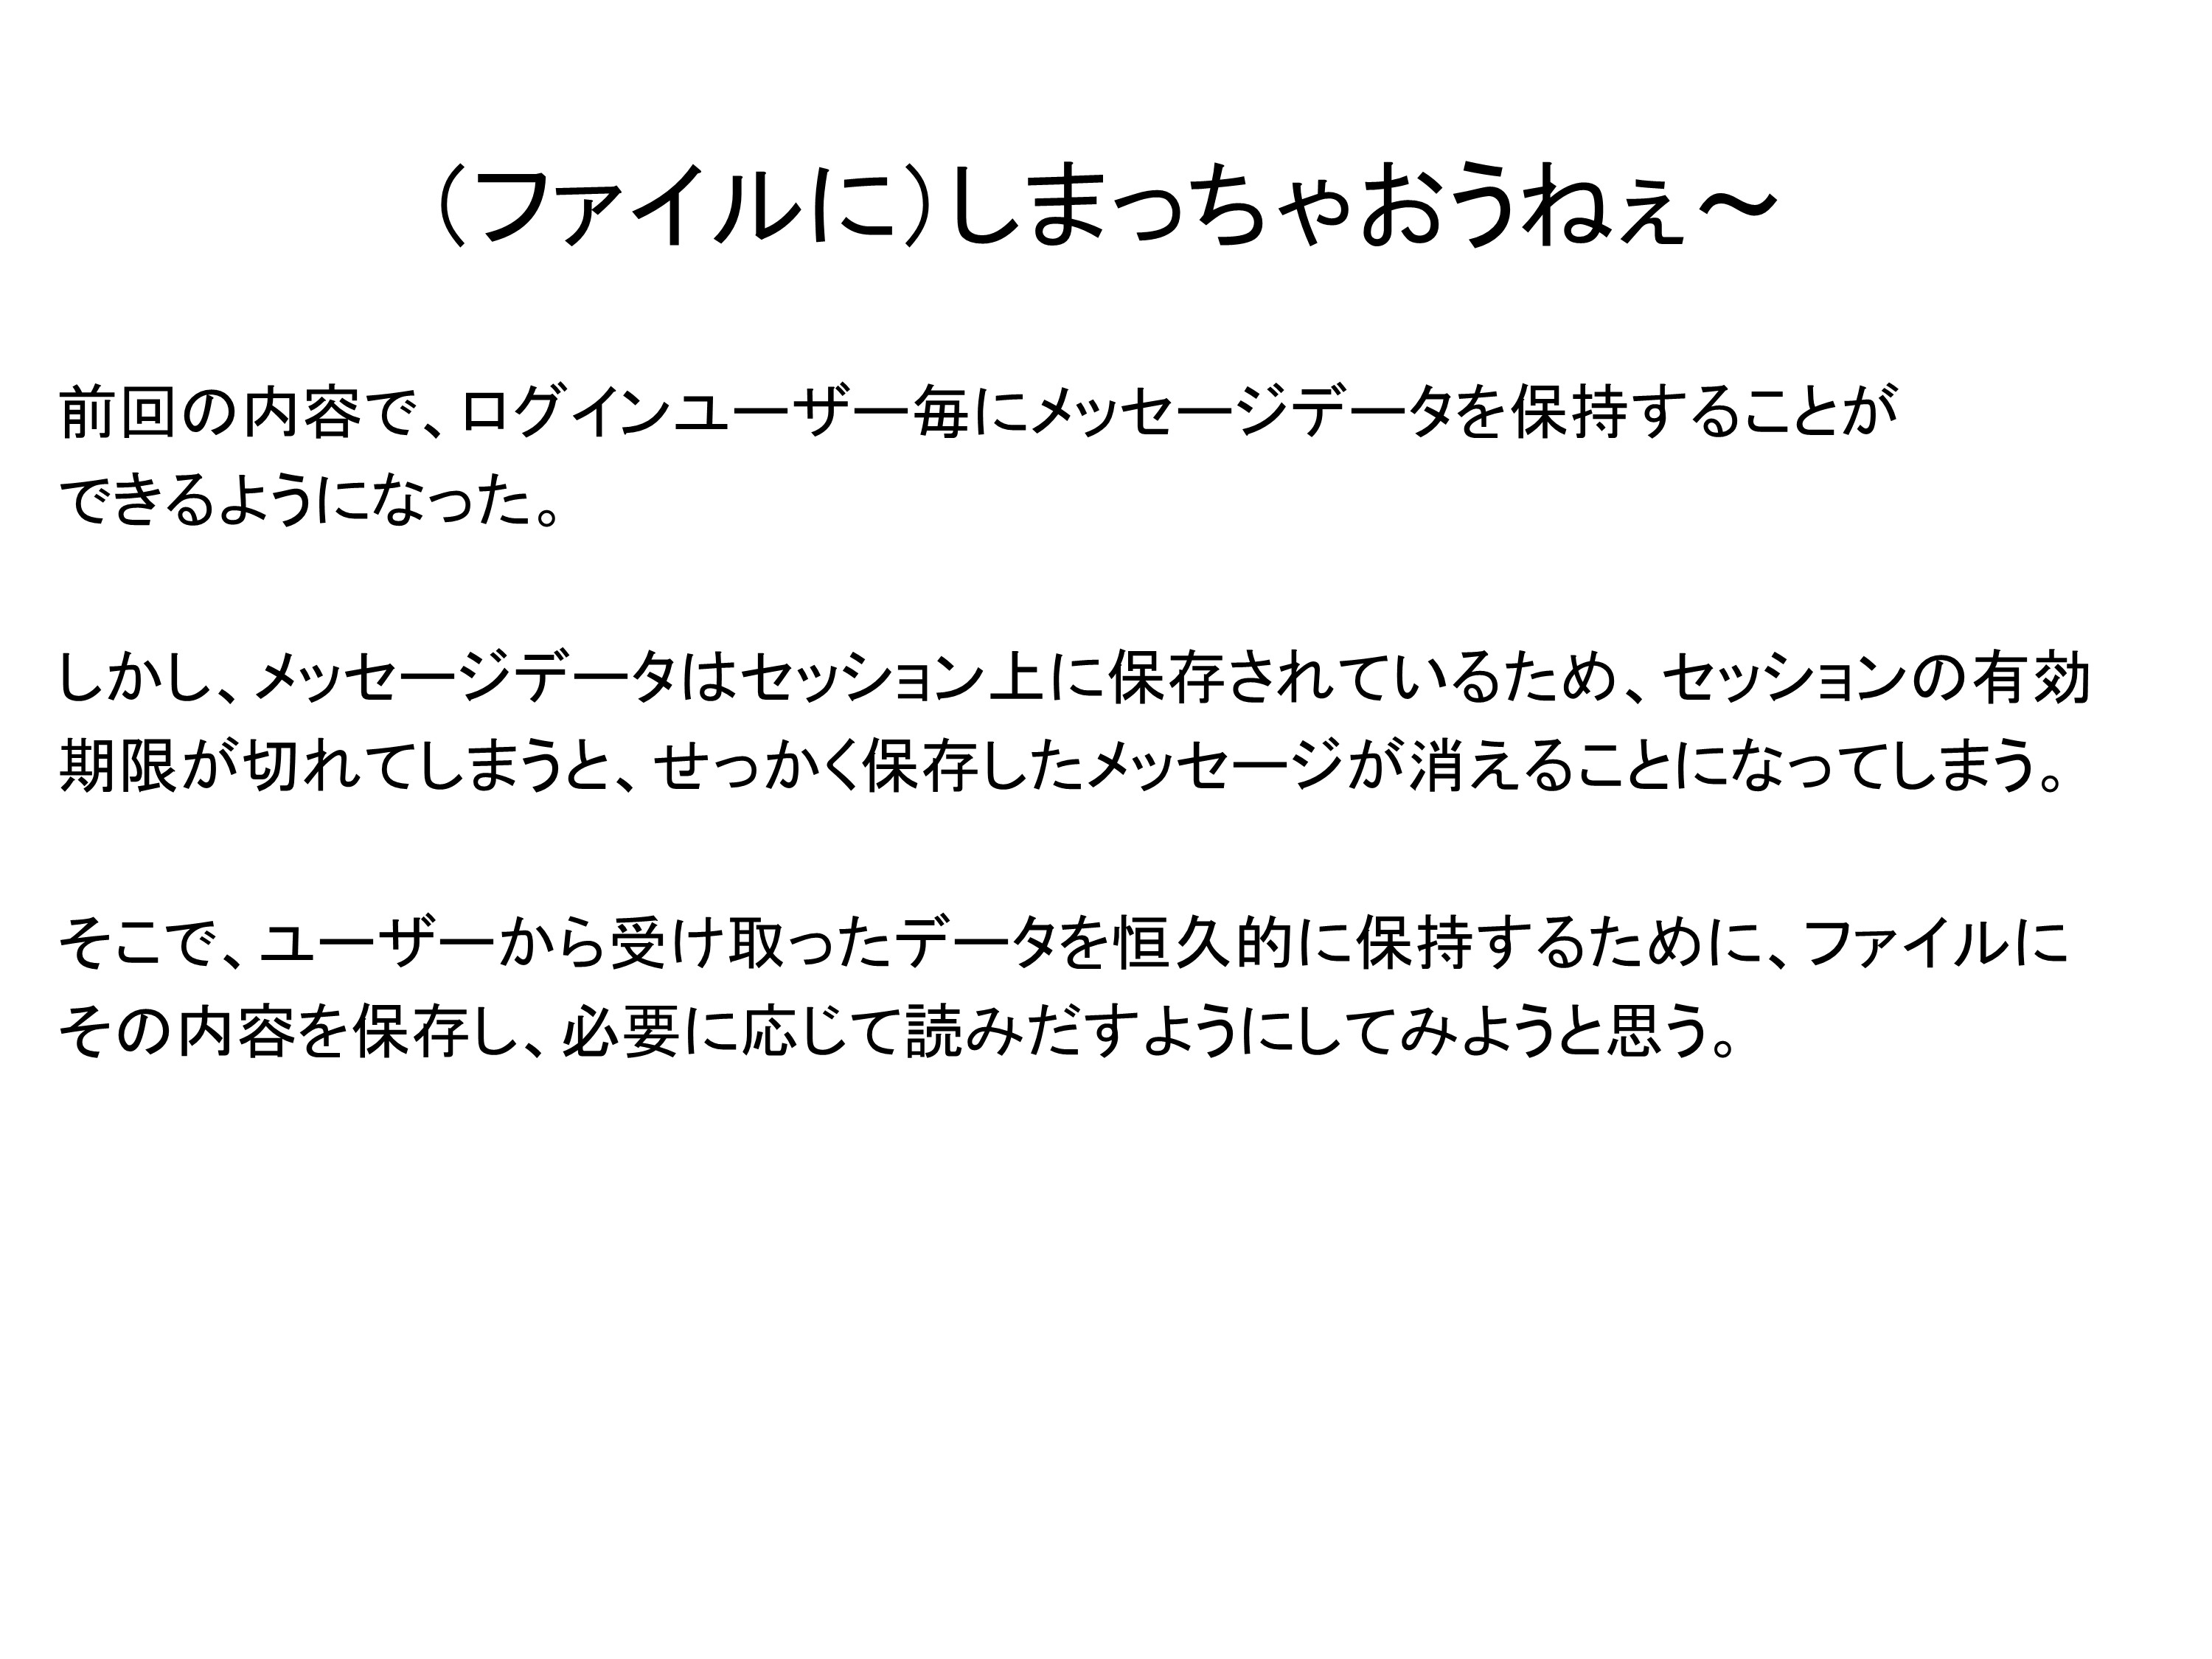 (ファイルに)しまっちゃおうねぇ～
前回の内容で、ログインユーザー毎にメッセージデータを保持することが
できるようになった。
しかし、メッセージデータはセッション上に保存されているため、セッションの有効
期限が切れてしまうと、せっかく保存したメッセージが消えることになってしまう。
そこで、ユーザーから受け取ったデータを恒久的に保持するために、ファイルに
その内容を保存し、必要に応じて読みだすようにしてみようと思う。